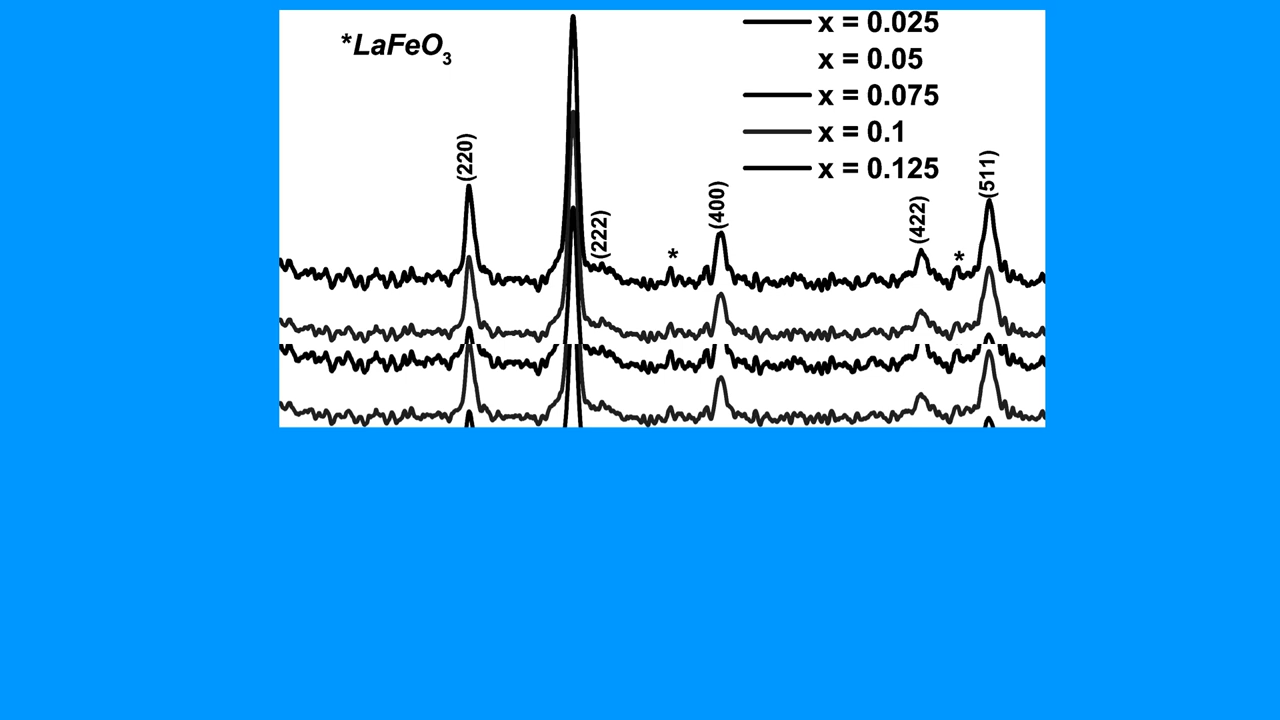 *LaFeO3
x = 0.025
x = 0.05
x = 0.075
x = 0.1
x = 0.125
(220)
(222)
*
(400)
(422)
*
(511)